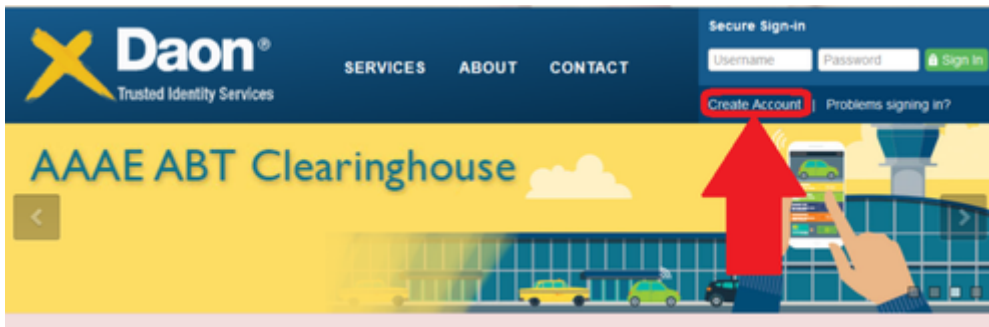 Daon®
Trusted Identity Services
SERVICES ABOUT CONTACT
Secure Sign-in
Username Password Sign In
Create Account | Problems signing in?
AAAE ABT Clearinghouse